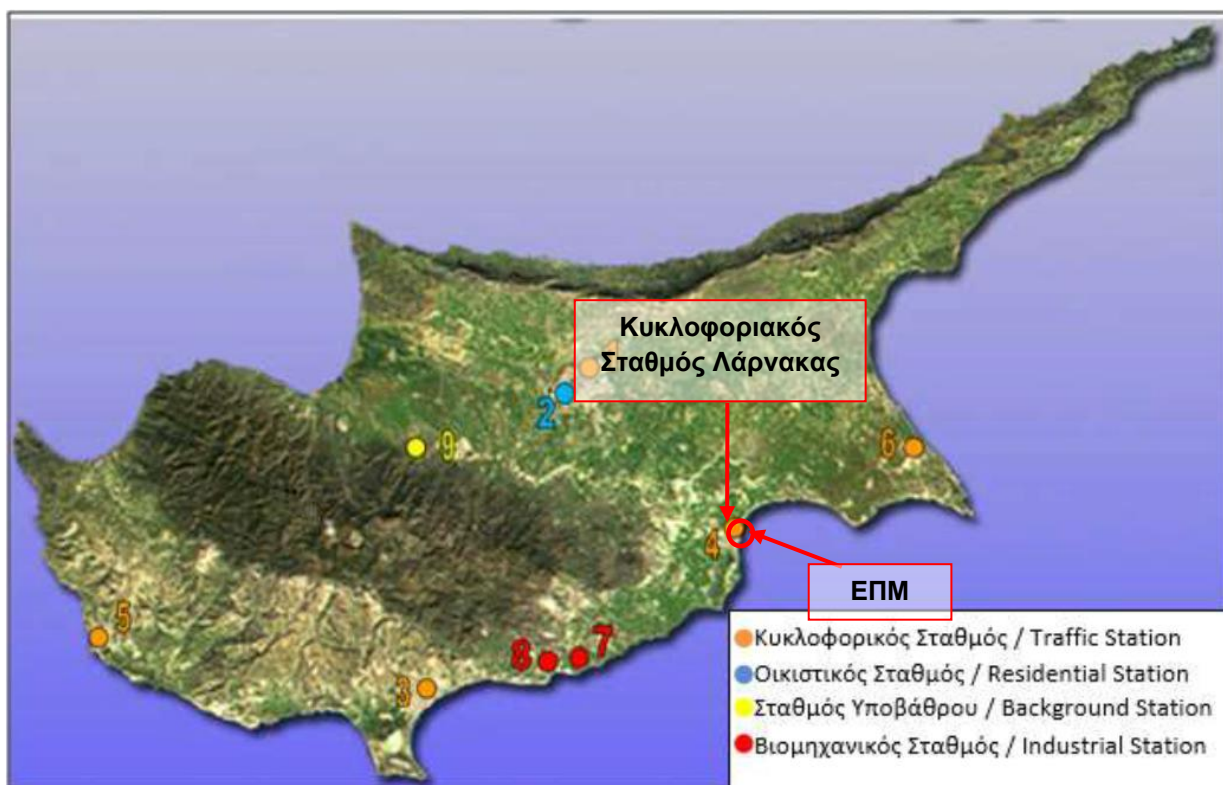 Κυκλοφοριακός
Σταθμός Λάρνακας
1
2
9
6
4
ΕΠΜ
5
8
7
3
Κυκλοφορικός Σταθμός / Traffic Station
Οικιστικός Σταθμός / Residential Station
Σταθμός Υποβάθρου / Background Station
Βιομηχανικός Σταθμός / Industrial Station